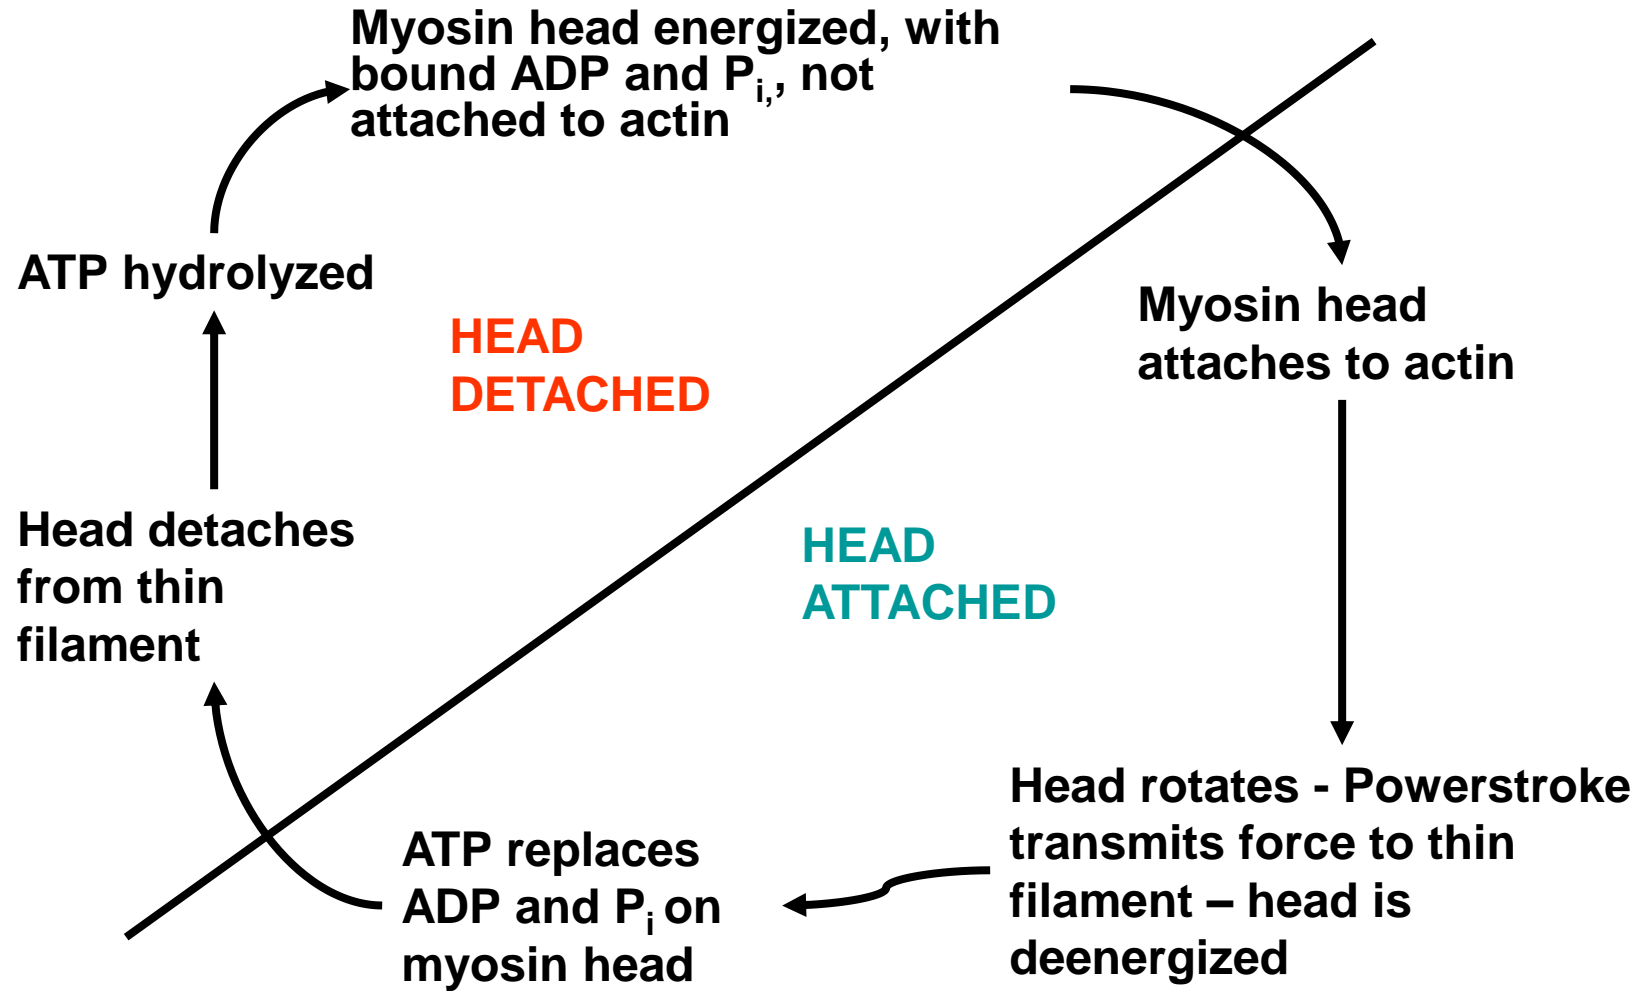 Myosin head energized, with
bound ADP and Pi,, not
attached to actin
ATP hydrolyzed
HEAD
DETACHED
Myosin head
attaches to actin
Head detaches
from thin
filament
HEAD
ATTACHED
Head rotates - Powerstroke
transmits force to thin
filament – head is
deenergized
ATP replaces
ADP and Pi on
myosin head